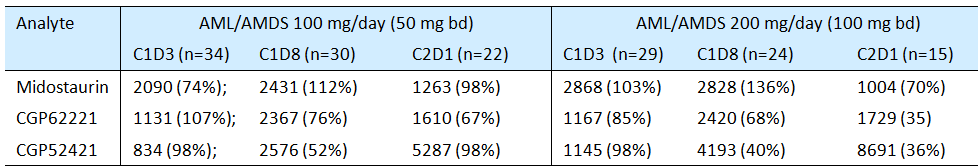 Analyte AML/AMDS 100 mg/day (50 mg bd) AML/AMDS 200 mg/day (100 mg bd)
C1D3 (n=34) C1D8 (n=30) C2D1 (n=22) C1D3 (n=29) C1D8 (n=24) C2D1 (n=15)
Midostaurin 2090 (74%); 2431 (112%) 1263 (98%) 2868 (103%) 2828 (136%) 1004 (70%)
CGP62221 1131 (107%); 2367 (76%) 1610 (67%) 1167 (85%) 2420 (68%) 1729 (35)
CGP52421 834 (98%); 2576 (52%) 5287 (98%) 1145 (98%) 4193 (40%) 8691 (36%)